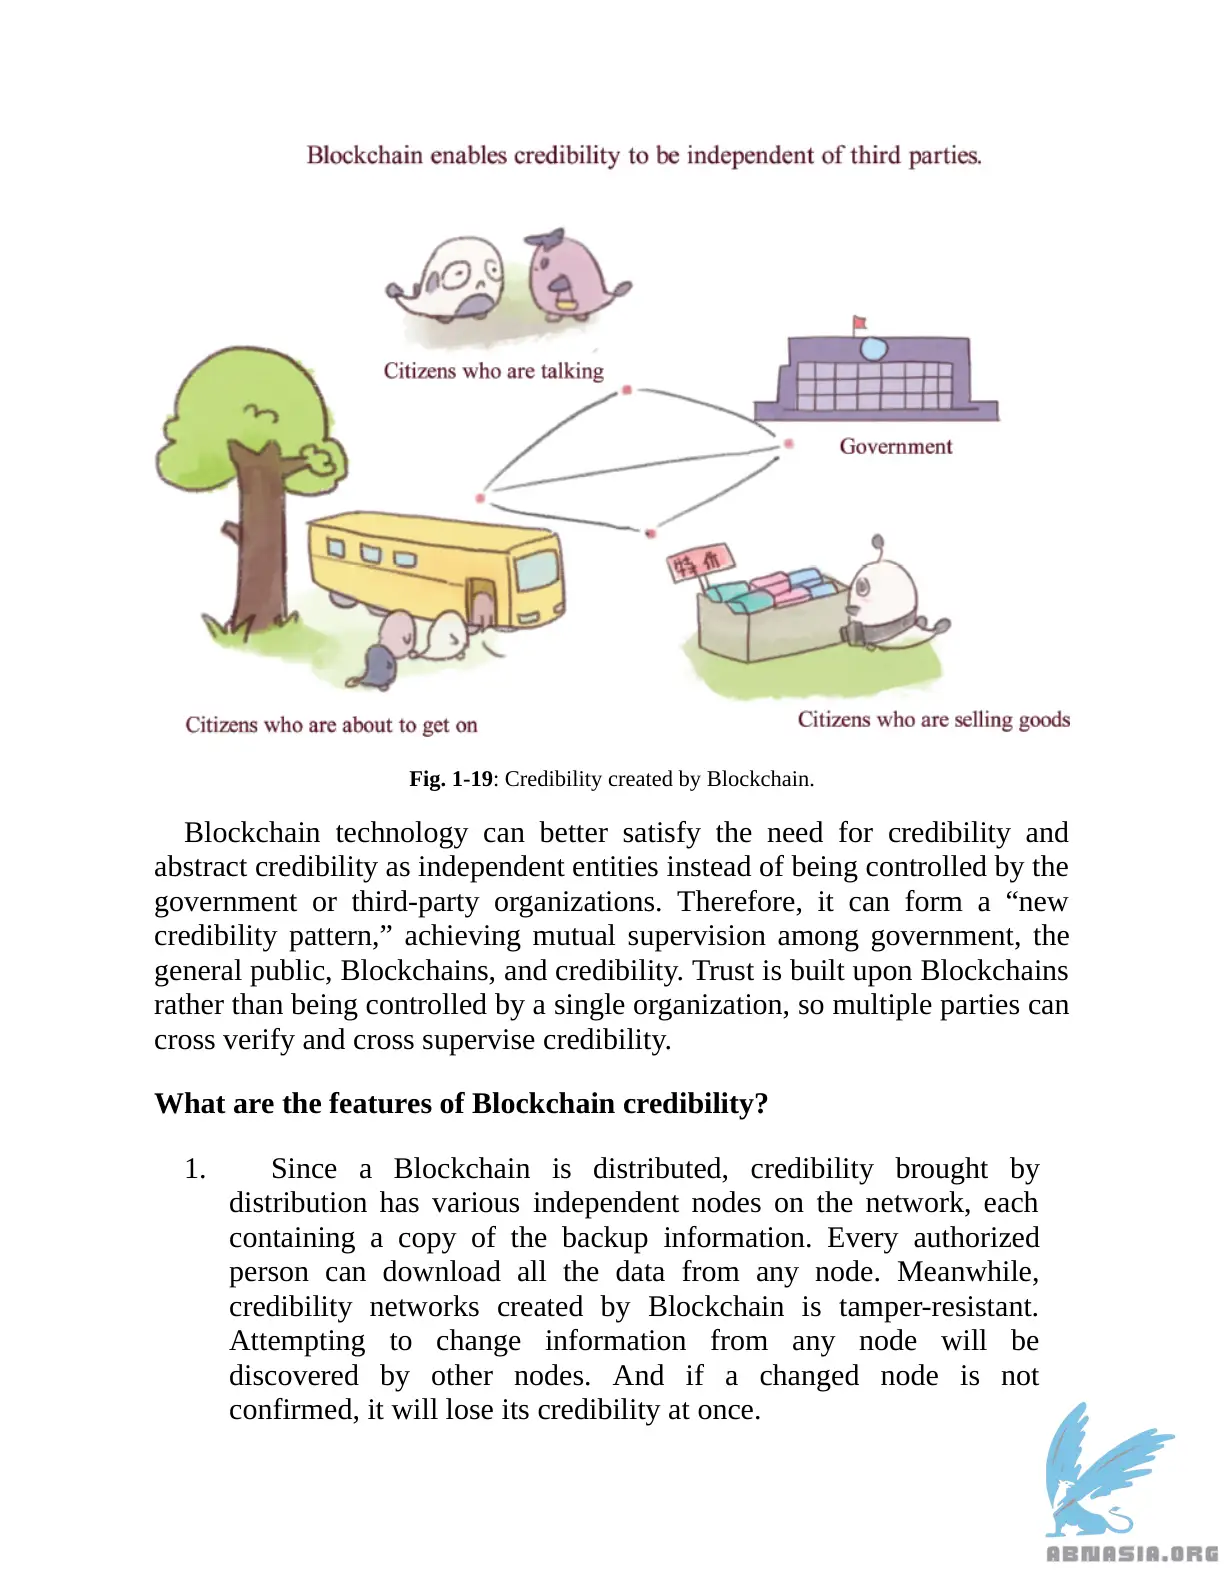 Blockchain enables credibility to be independent of third parties.
Citizens who are talking
Government
特价
Citizens who are about to get on
Citizens who are selling goods
Fig. 1-19: Credibility created by Blockchain.
Blockchain technology can better satisfy the need for credibility and
abstract credibility as independent entities instead of being controlled by the
government or third-party organizations. Therefore, it can form a “new
credibility pattern,” achieving mutual supervision among government, the
general public, Blockchains, and credibility. Trust is built upon Blockchains
rather than being controlled by a single organization, so multiple parties can
cross verify and cross supervise credibility.
What are the features of Blockchain credibility?
1. Since a Blockchain is distributed, credibility brought by
distribution has various independent nodes on the network, each
containing a copy of the backup information. Every authorized
person can download all the data from any node. Meanwhile,
credibility networks created by Blockchain is tamper-resistant.
Attempting to change information from any node will be
discovered by other nodes. And if a changed node is not
confirmed, it will lose its credibility at once.
ABNASIA.ORG